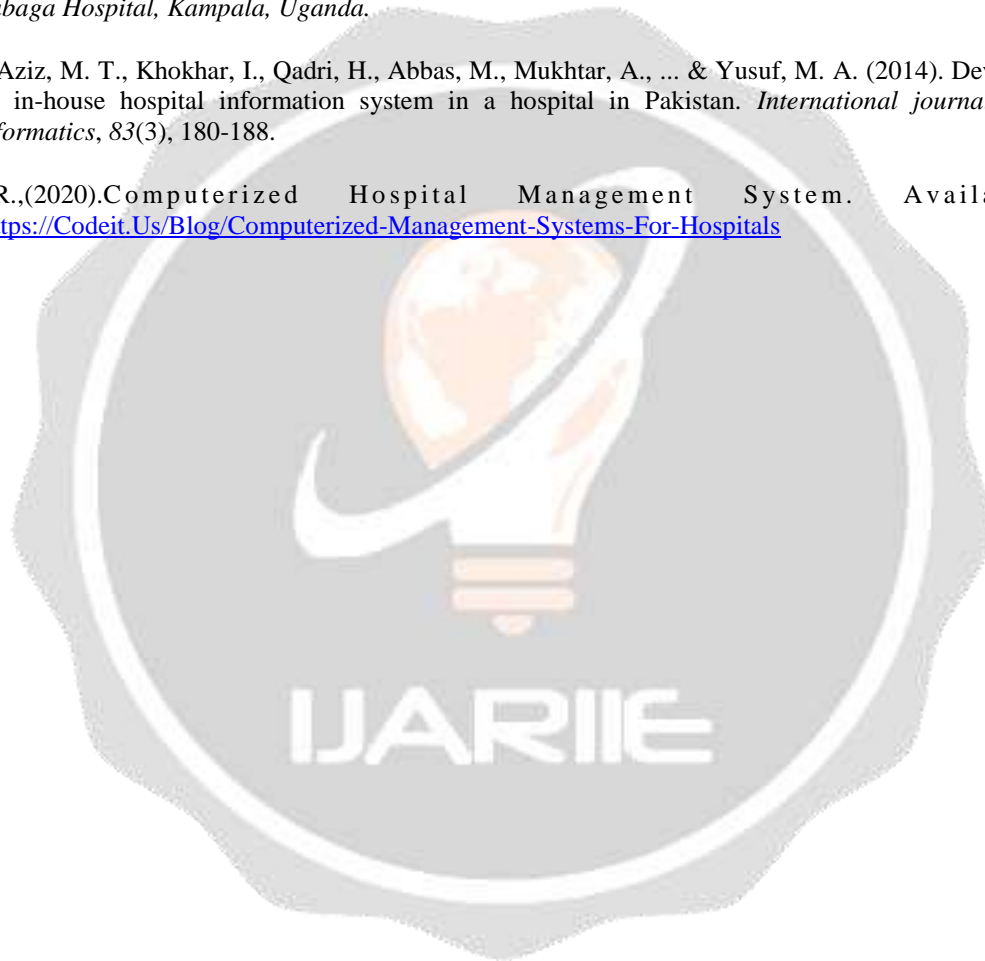 baga Hospital, Kampala, Uganda.
Aziz, M. T., Khokhar, I., Qadri, H., Abbas, M., Mukhtar, A., ... & Yusuf, M. A. (2014). Dev
in-house hospital information system in a hospital in Pakistan. International journa
formatics, 83(3), 180-188.
R.,(2020).Computerized Hospital Management System. Availa
tps://Codeit.Us/Blog/Computerized-Management-Systems-For-Hospitals
IJARIIE